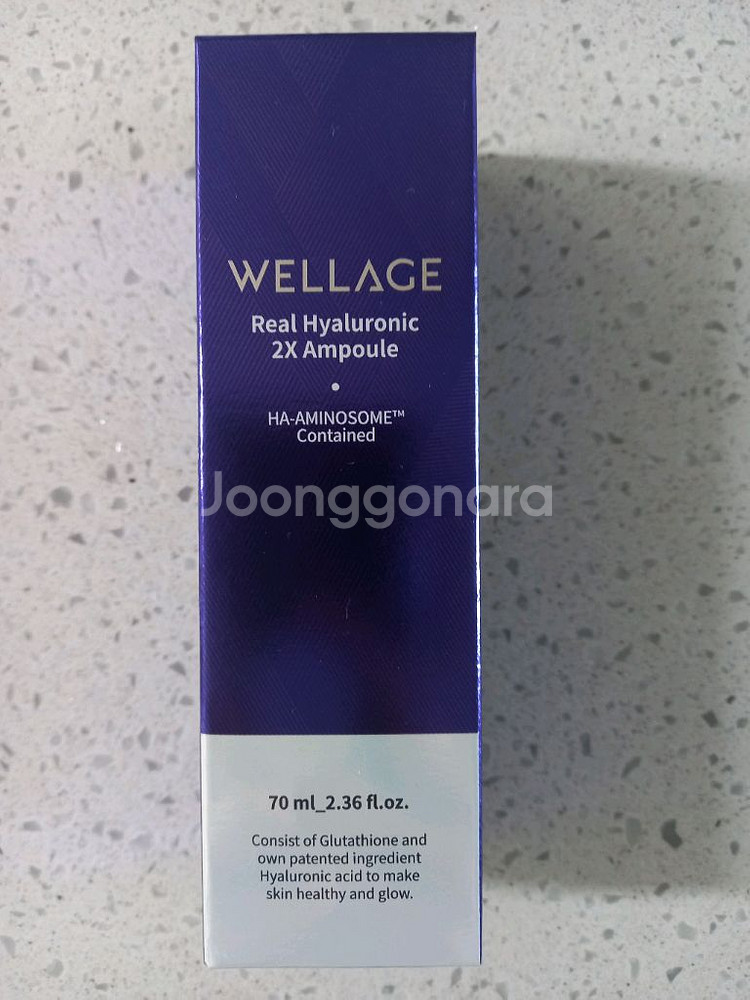 WELLAGE
Real Hyaluronic
2X Ampoule
HA-AMINOSOME™
Contained
Joonggonara
70 ml_2.36 fl.oz.
Consist of Glutathione and
own patented ingredient
Hyaluronic acid to make
skin healthy and glow.